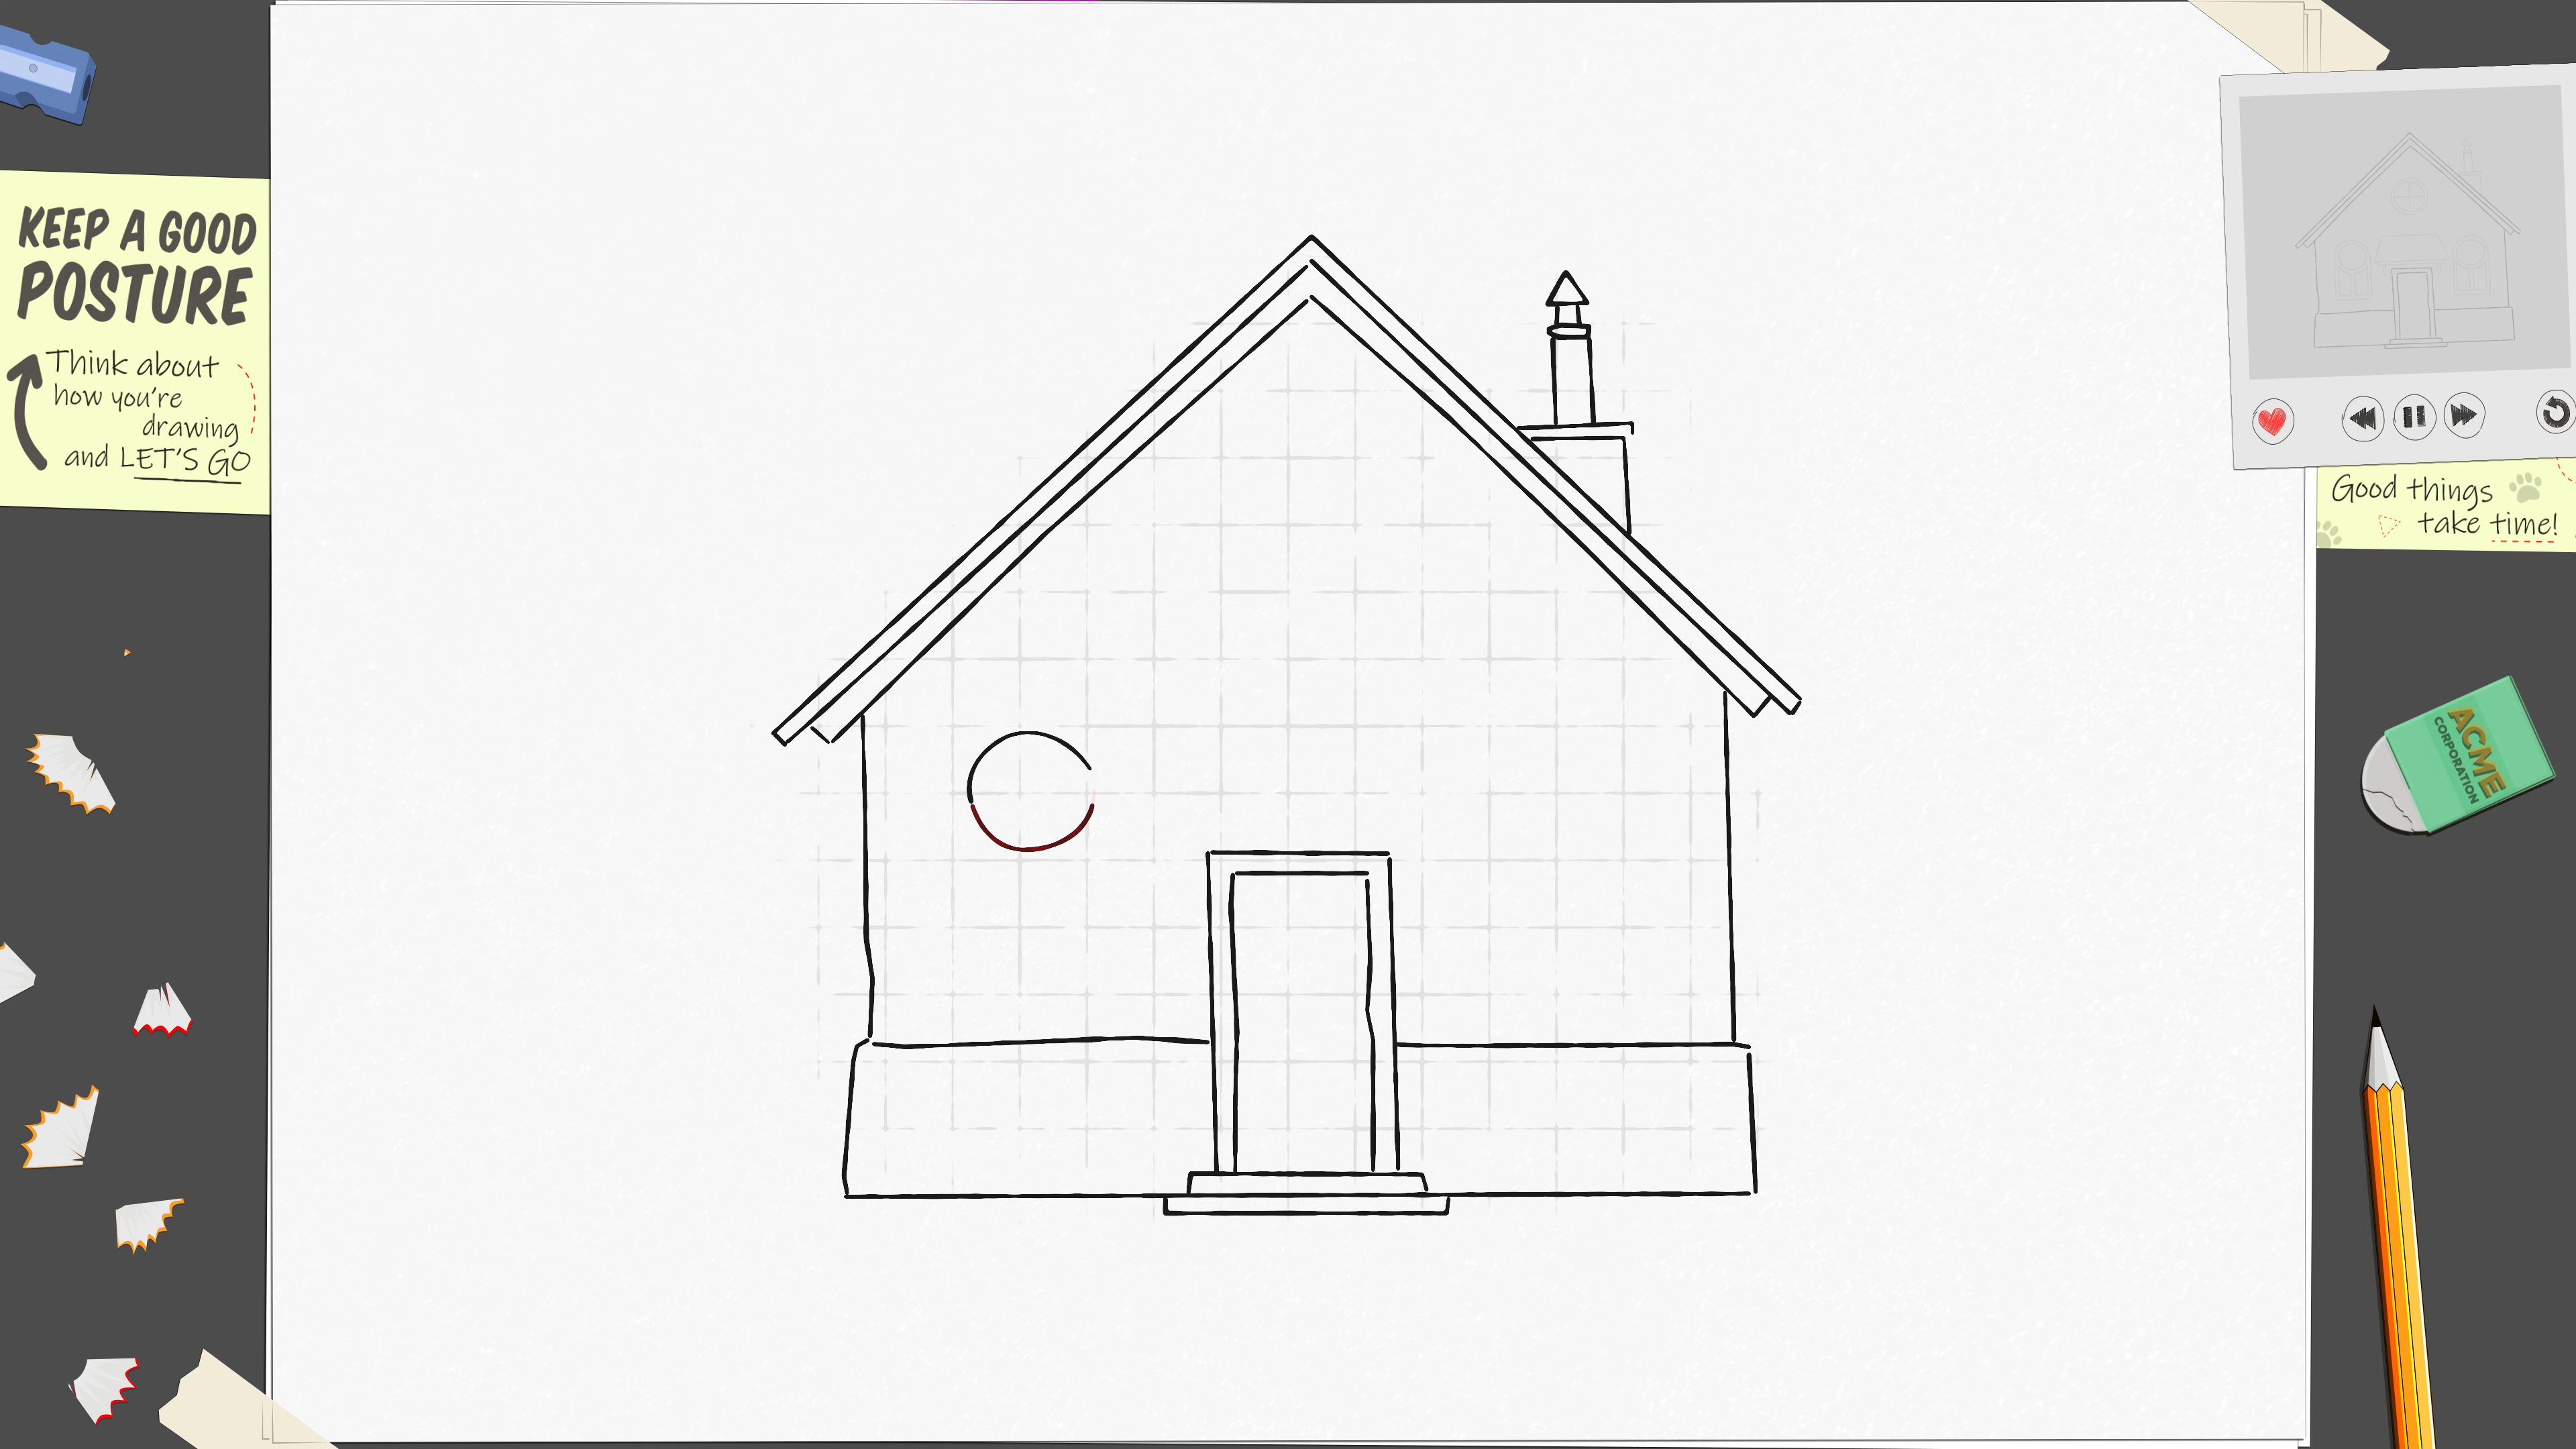 KEEP A GOOD
POSTURE
Think about
how you're
drawing
and LET'S GO
Good things
take time!
ACME
CORPORATION